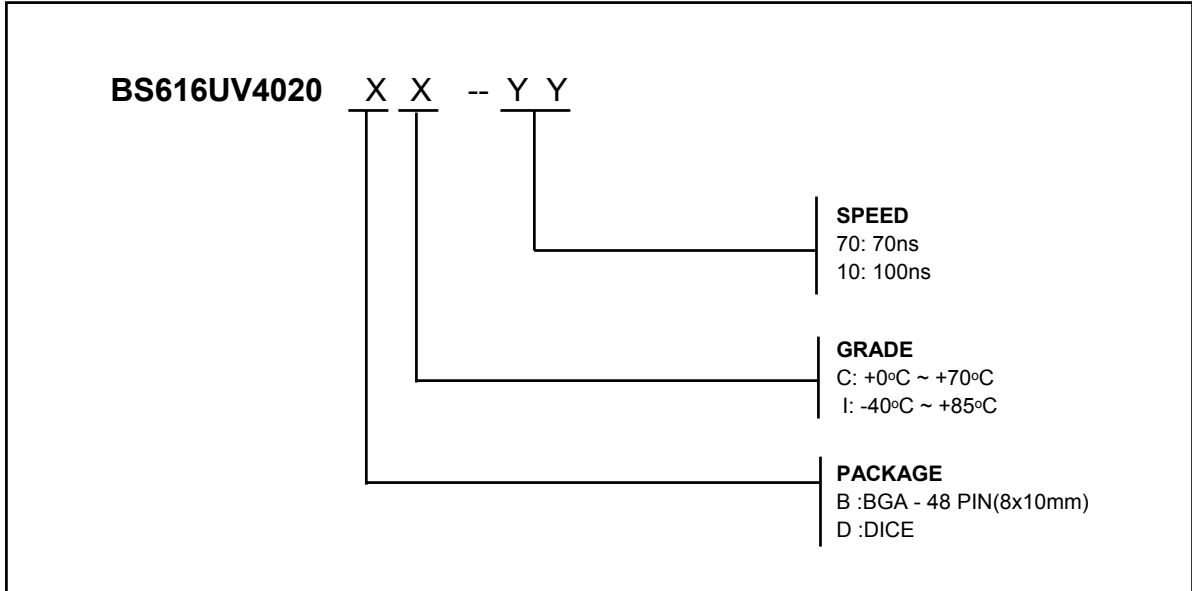 BS616UV4020 X X -- Y Y
SPEED
70: 70ns
10: 100ns
GRADE
C: +0oC ~ +70oC
I: -40oC ~ +85oC
PACKAGE
B :BGA - 48 PIN(8x10mm)
D :DICE